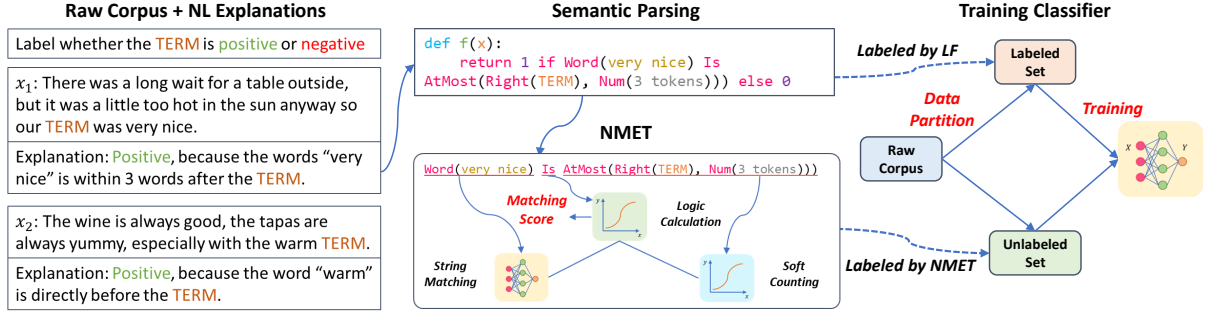 Raw Corpus + NL Explanations
Label whether the TERM is positive or negative
x₁: There was a long wait for a table outside,
but it was a little too hot in the sun anyway so
our TERM was very nice.
Explanation: Positive, because the words “very
nice” is within 3 words after the TERM.
x₂: The wine is always good, the tapas are
always yummy, especially with the warm TERM.
Explanation: Positive, because the word “warm”
is directly before the TERM.
Semantic Parsing
def f(x):
return 1 if Word(very nice) Is
AtMost(Right(TERM), Num(3 tokens))) else 0
NMET
Word(very nice) Is AtMost(Right(TERM), Num(3 tokens)))
Matching
Score
y
x
Logic
Calculation
String
Matching
y
x
Soft
Counting
Training Classifier
Labeled by LF
Labeled
Set
Data
Partition
Training
Raw
Corpus
X
Y
Labeled by NMET
Unlabeled
Set